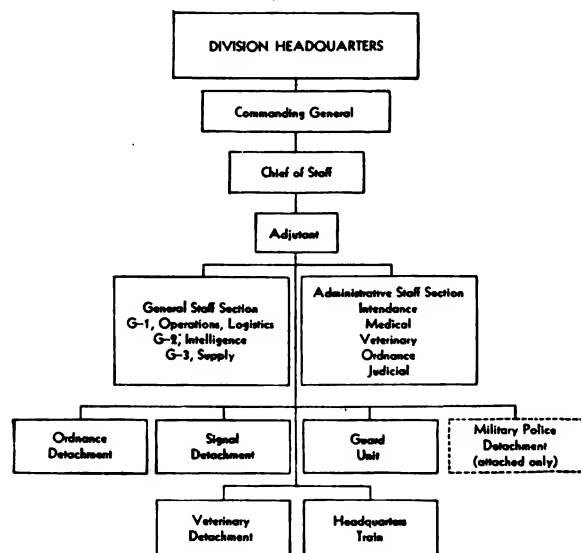 DIVISION HEADQUARTERS
Commanding General
Chief of Staff
Adjutant
General Staff Section
G-1, Operations, Logistics
G-2, Intelligence
G-3, Supply
Administrative Staff Section
Intendance
Medical
Veterinary
Ordnance
Judicial
Ordnance
Detachment
Signal
Detachment
Guard
Unit
Military Police
Detachment
(attached only)
Veterinary
Detachment
Headquarters
Train